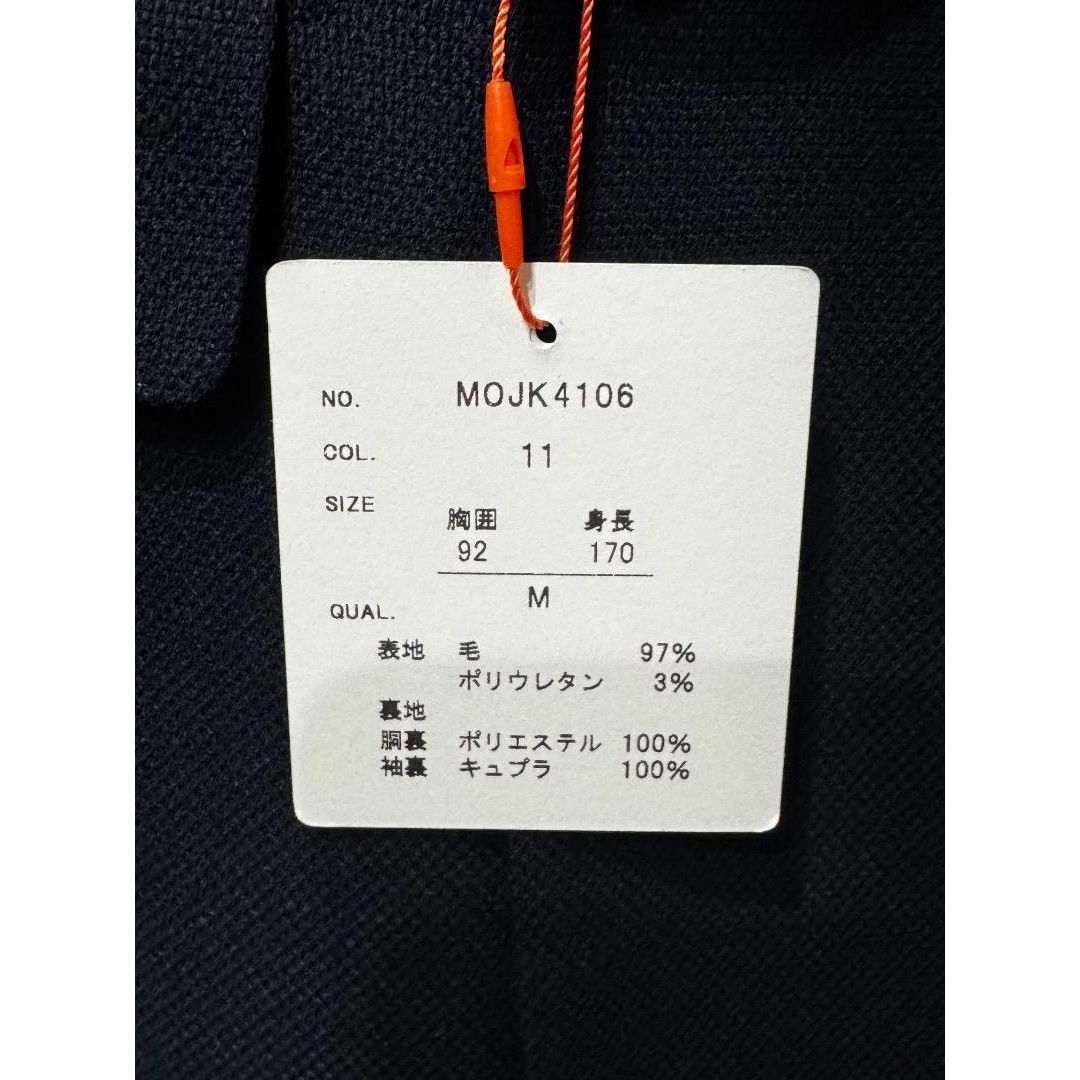 NO. MOJK4106
COL. 11
SIZE
胸囲 身長
92 170
M
QUAL.
表地 毛 97%
ポリウレタン 3%
裏地
胴裏 ポリエステル 100%
袖裏 キュプラ 100%